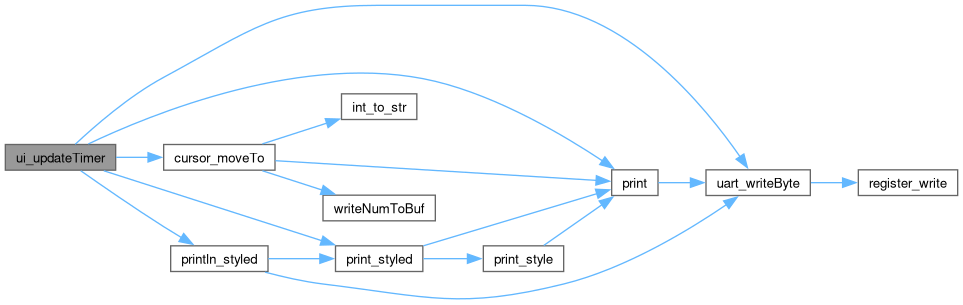 ui_updateTimer
cursor_moveTo
int_to_str
writeNumToBuf
println_styled
print_styled
print_style
print
uart_writeByte
register_write